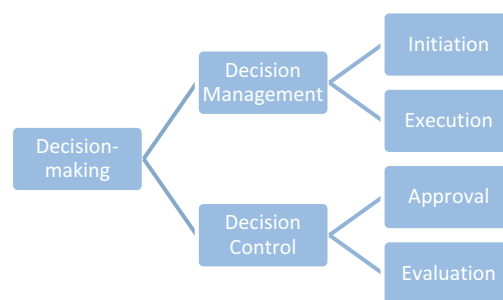 Decision-
making
Decision
Management
Initiation
Execution
Decision
Control
Approval
Evaluation